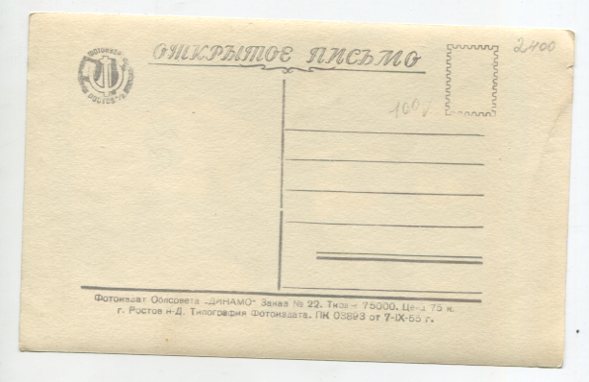 ОТКРЫТОЕ ПИСЬМО
2400
100
Фотоиздат Облсовета „ДИНАМО" Заказ № 22. Тираж 75000. Цена 75 к.
г. Ростов н-Д. Типография Фотоиздата. ПК 03893 от 7-IX-55 г.